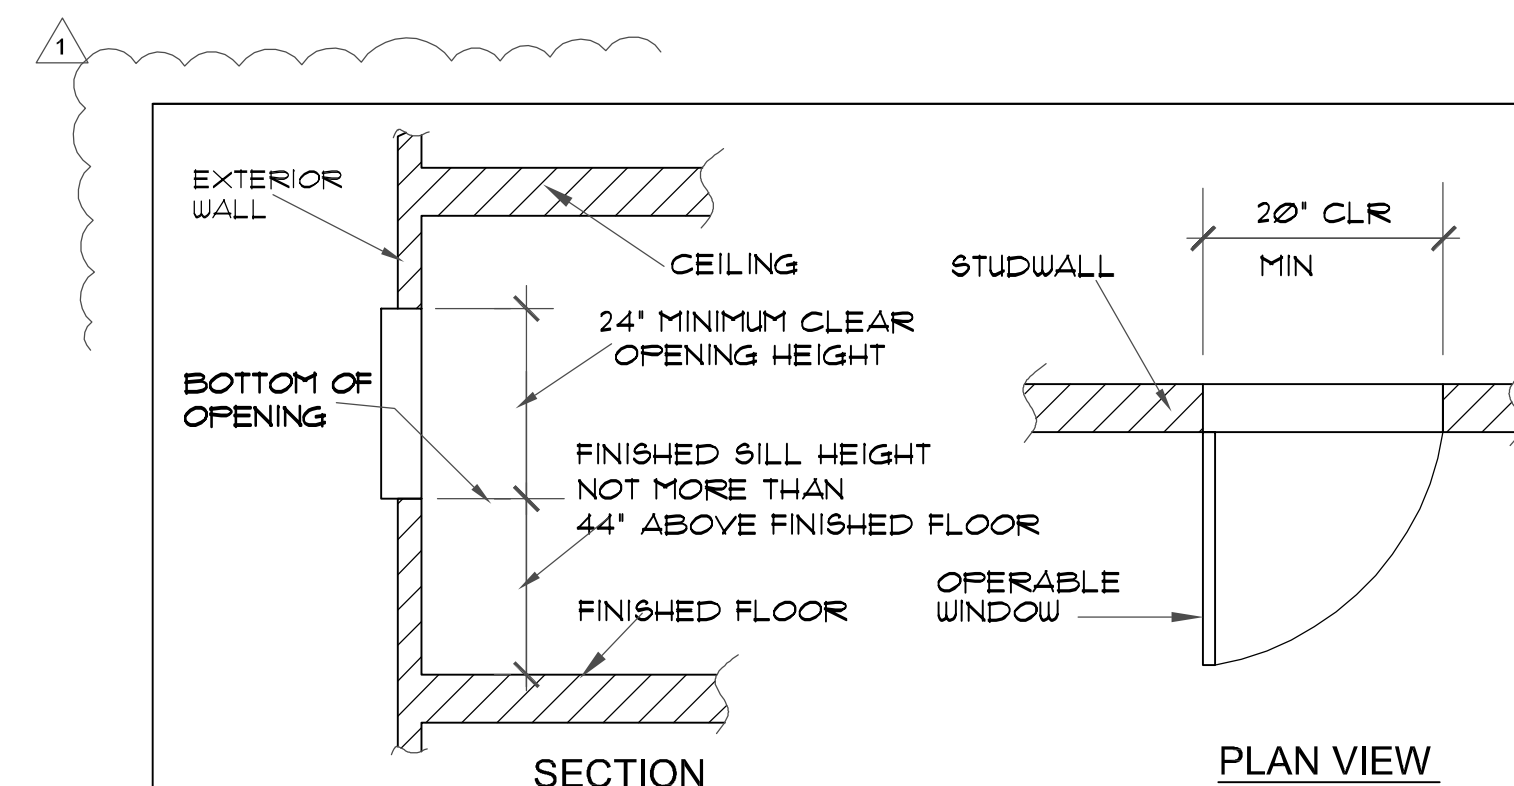 1
EXTERIOR
WALL
CEILING
24" MINIMUM CLEAR
OPENING HEIGHT
BOTTOM OF
OPENING
FINISHED SILL HEIGHT
NOT MORE THAN
44" ABOVE FINISHED FLOOR
FINISHED FLOOR
SECTION
20" CLR
MIN
STUDWALL
OPERABLE
WINDOW
PLAN VIEW